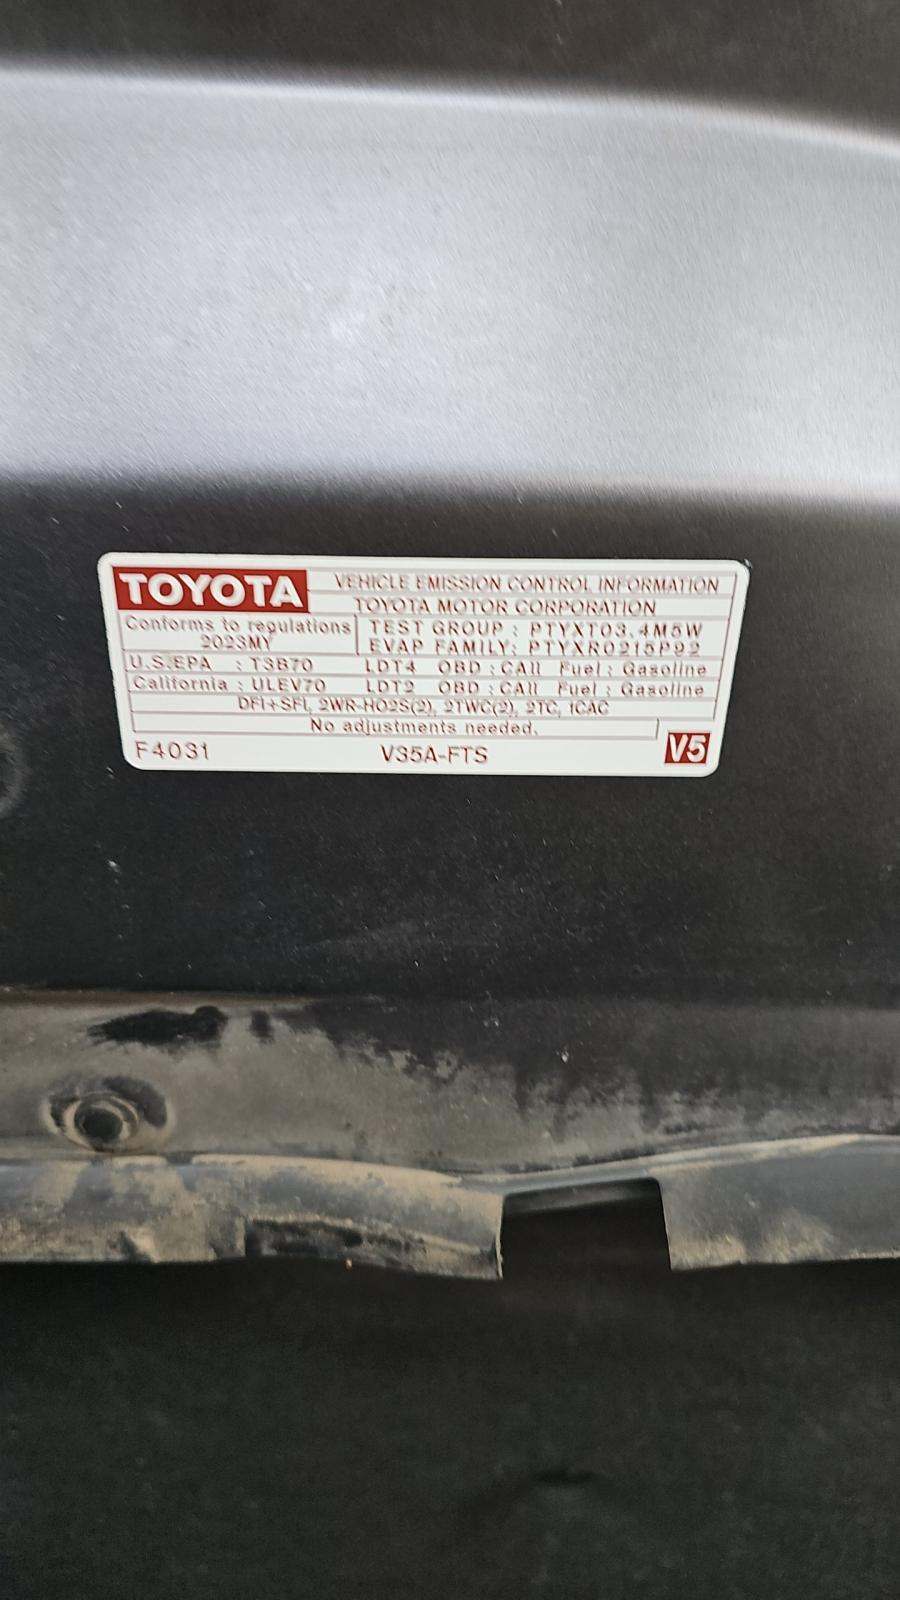 TOYOTA VEHICLE EMISSION CONTROL INFORMATION
TOYOTA MOTOR CORPORATION
Conforms to regulations
2023MY
TEST GROUP : PTYXT03.4M5W
EVAP FAMILY: PTYXR0215P92
U.S.EPA : T3B70 LDT4 OBD : CAII Fuel : Gasoline
California : ULEV70 LDT2 OBD : CAII Fuel : Gasoline
DFI+SFI, 2WR-HO2S(2), 2TWC(2), 2TC, 1CAC
No adjustments needed.
F4031 V35A-FTS V5